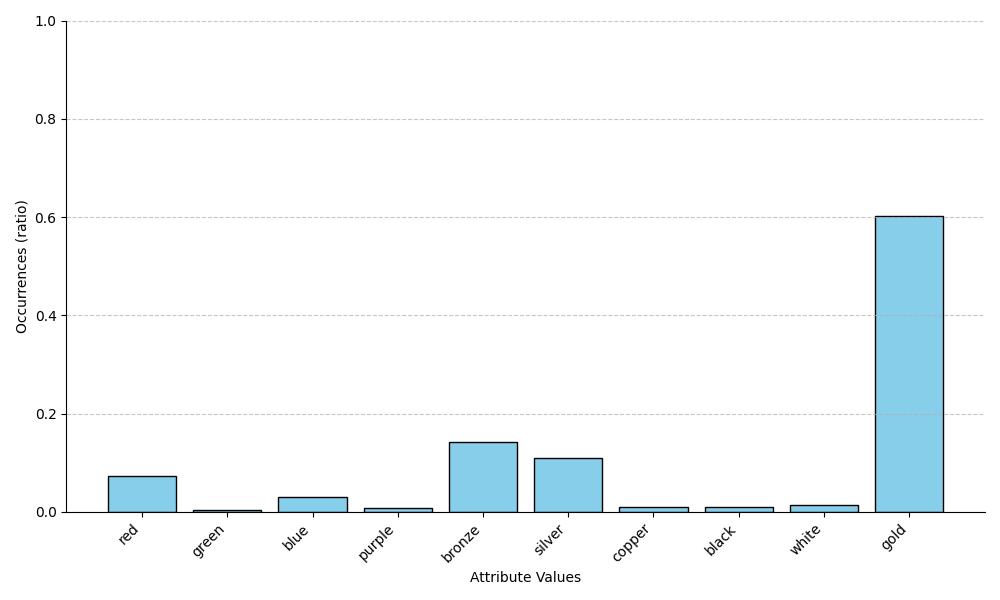 1.0
0.8
0.6
0.4
0.2
0.0
Occurrences (ratio)
red
green
blue
purple
bronze
silver
copper
black
white
gold
Attribute Values